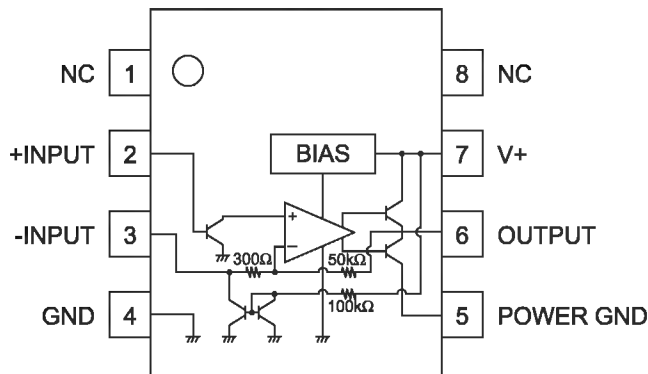 NC 1 8 NC
+INPUT 2 BIAS 7 V+
+
-INPUT 3 6 OUTPUT
−
300Ω 50kΩ
100kΩ
GND 4 5 POWER GND